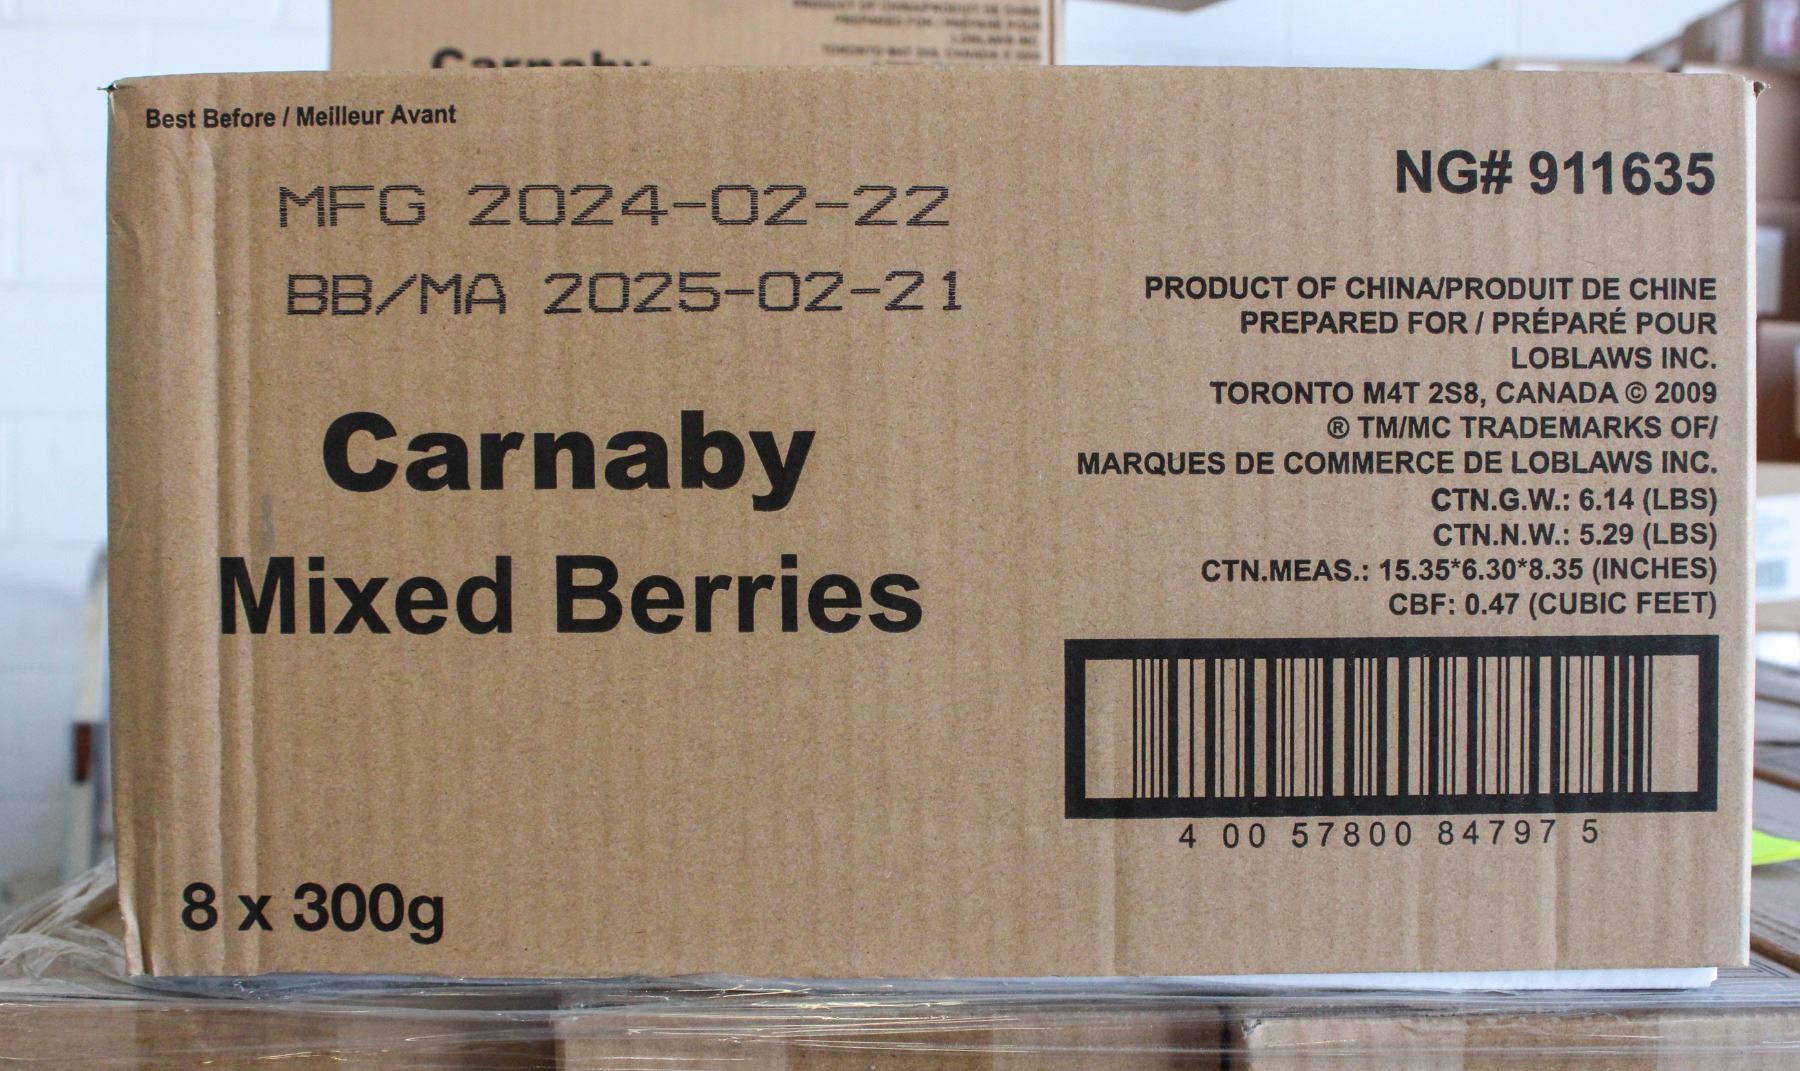 Carnaby
Best Before / Meilleur Avant
MFG 2024-02-22
BB/MA 2025-02-21
Carnaby
Mixed Berries
8 x 300g
NG# 911635
PRODUCT OF CHINA/PRODUIT DE CHINE
PREPARED FOR / PRÉPARÉ POUR
LOBLAWS INC.
TORONTO M4T 2S8, CANADA © 2009
® TM/MC TRADEMARKS OF/
MARQUES DE COMMERCE DE LOBLAWS INC.
CTN.G.W.: 6.14 (LBS)
CTN.N.W.: 5.29 (LBS)
CTN.MEAS.: 15.35*6.30*8.35 (INCHES)
CBF: 0.47 (CUBIC FEET)
4 00 57800 84797 5